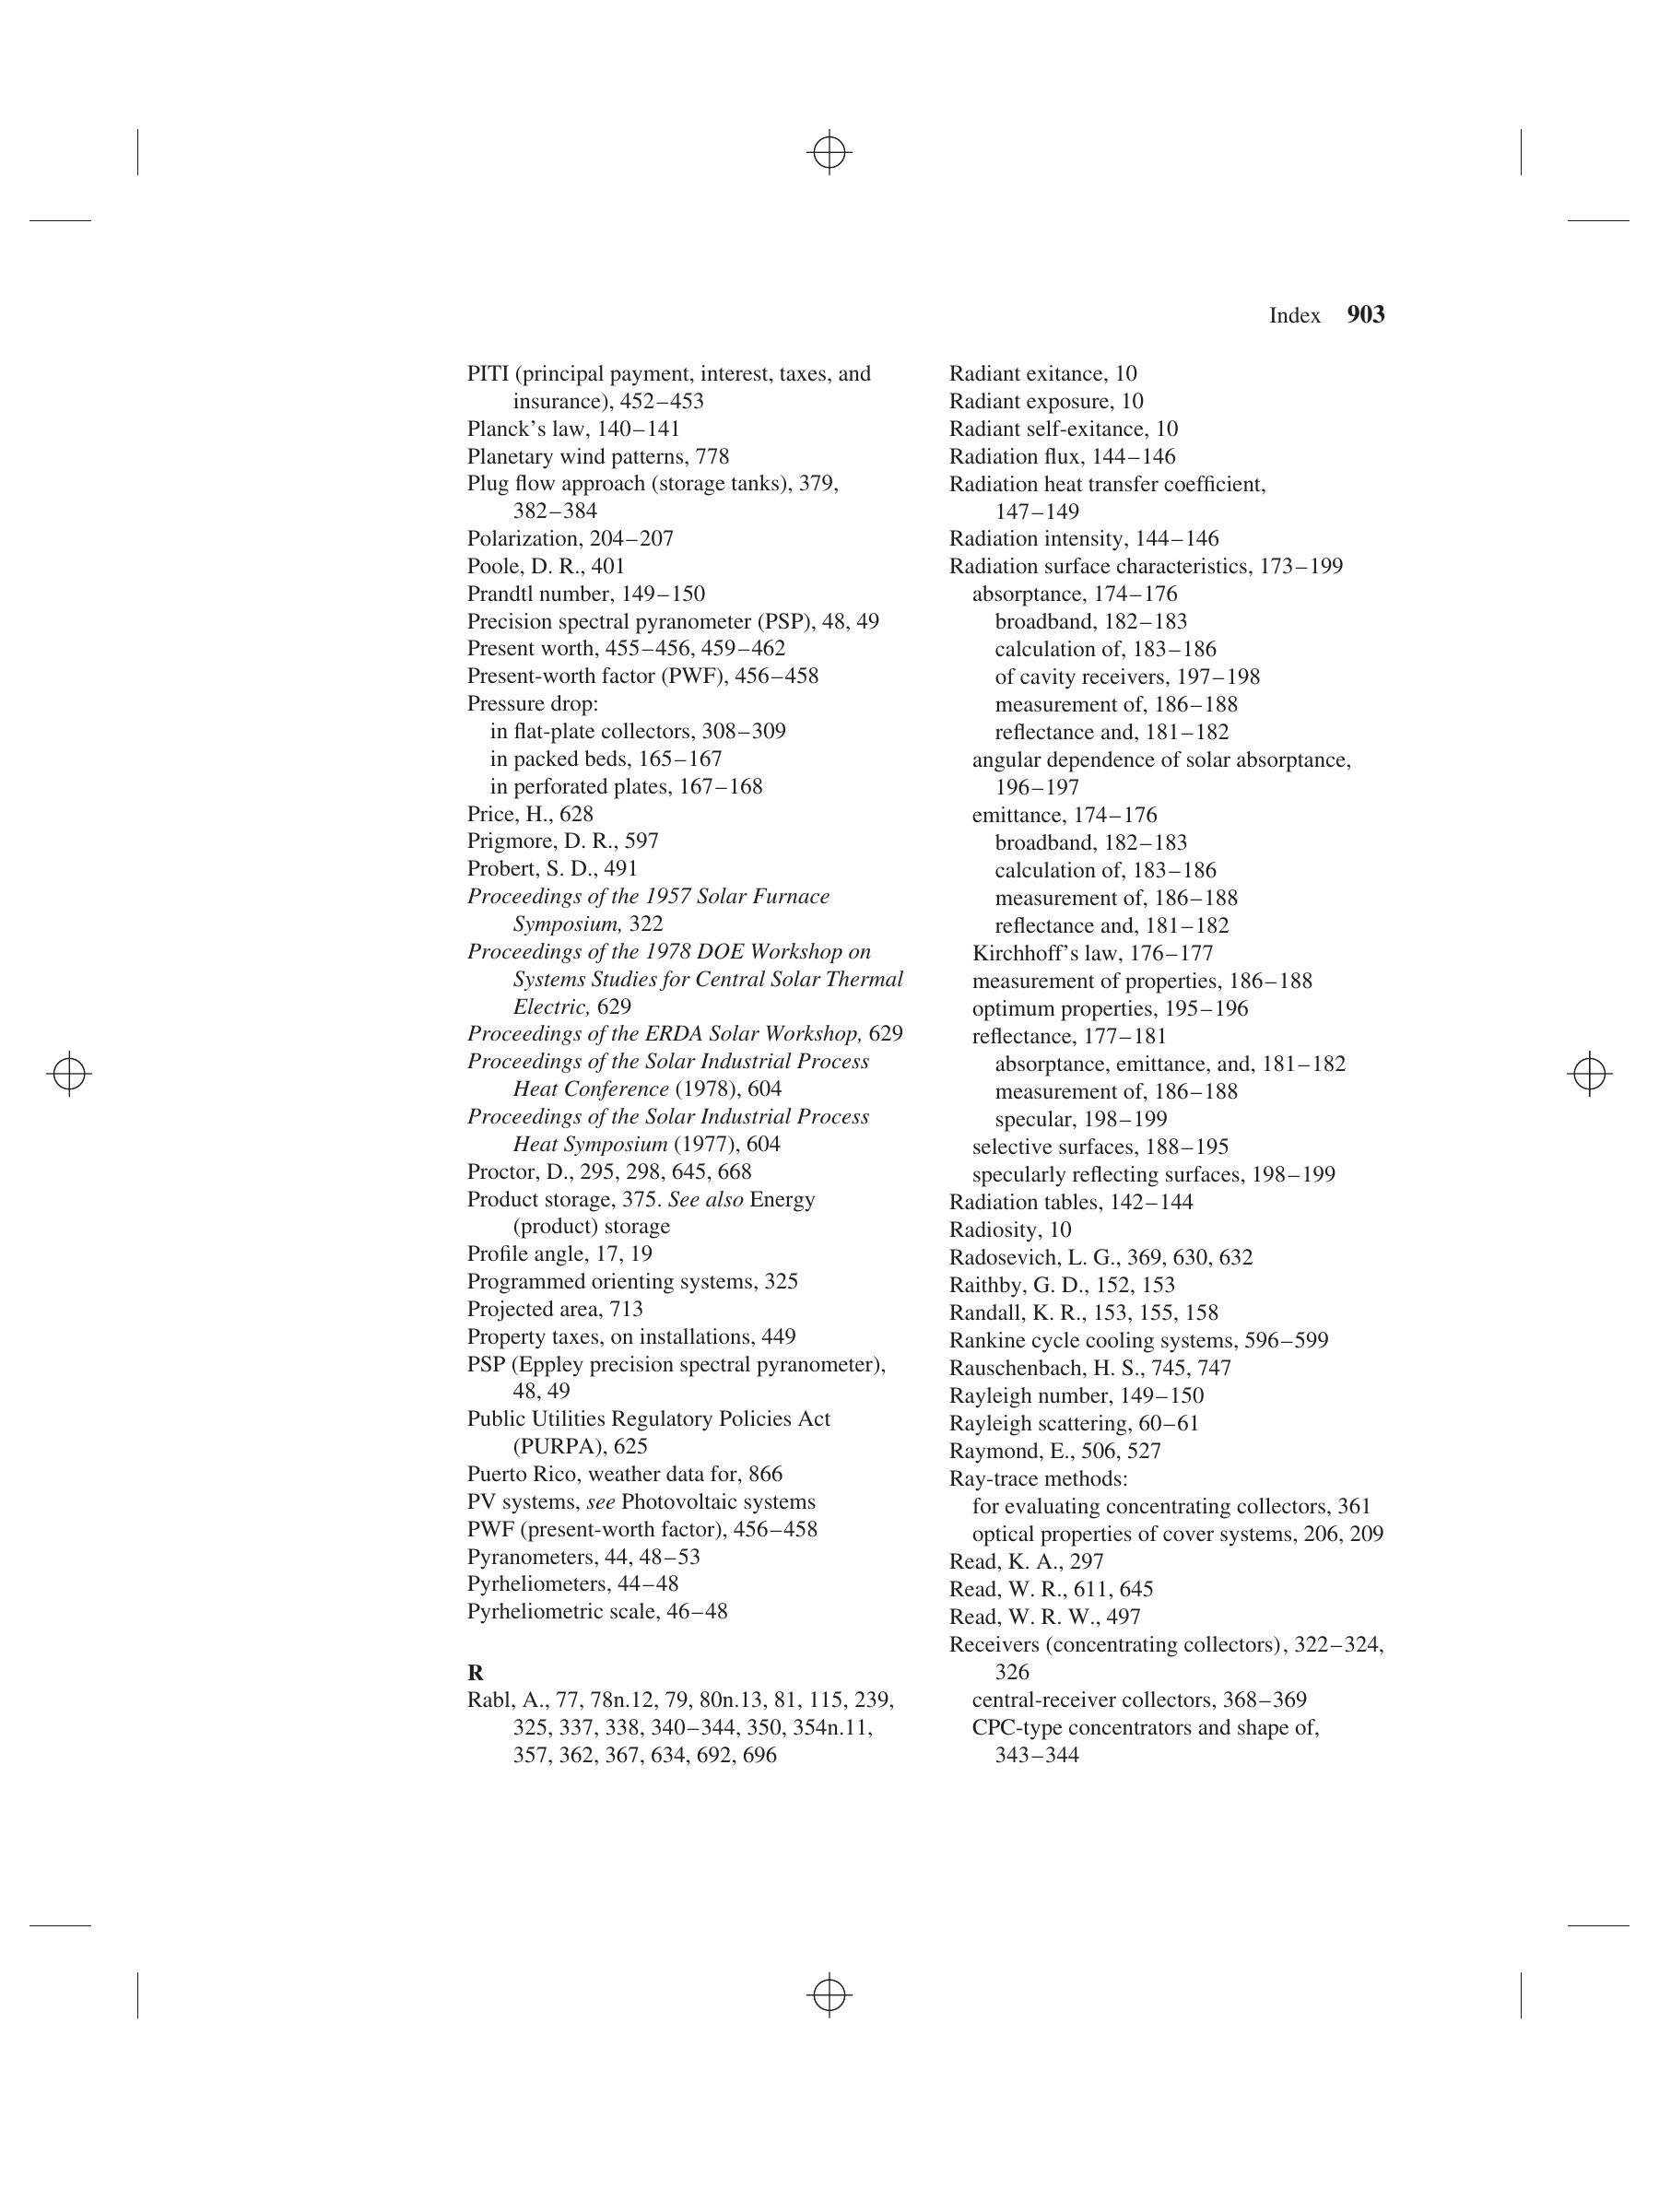 Index 903
PITI (principal payment, interest, taxes, and
insurance), 452–453
Planck's law, 140–141
Planetary wind patterns, 778
Plug flow approach (storage tanks), 379,
382–384
Polarization, 204–207
Poole, D. R., 401
Prandtl number, 149–150
Precision spectral pyranometer (PSP), 48, 49
Present worth, 455–456, 459–462
Present-worth factor (PWF), 456–458
Pressure drop:
in flat-plate collectors, 308–309
in packed beds, 165–167
in perforated plates, 167–168
Price, H., 628
Prigmore, D. R., 597
Probert, S. D., 491
Proceedings of the 1957 Solar Furnace
Symposium, 322
Proceedings of the 1978 DOE Workshop on
Systems Studies for Central Solar Thermal
Electric, 629
Proceedings of the ERDA Solar Workshop, 629
Proceedings of the Solar Industrial Process
Heat Conference (1978), 604
Proceedings of the Solar Industrial Process
Heat Symposium (1977), 604
Proctor, D., 295, 298, 645, 668
Product storage, 375. See also Energy
(product) storage
Profile angle, 17, 19
Programmed orienting systems, 325
Projected area, 713
Property taxes, on installations, 449
PSP (Eppley precision spectral pyranometer),
48, 49
Public Utilities Regulatory Policies Act
(PURPA), 625
Puerto Rico, weather data for, 866
PV systems, see Photovoltaic systems
PWF (present-worth factor), 456–458
Pyranometers, 44, 48–53
Pyrheliometers, 44–48
Pyrheliometric scale, 46–48
R
Rabl, A., 77, 78n.12, 79, 80n.13, 81, 115, 239,
325, 337, 338, 340–344, 350, 354n.11,
357, 362, 367, 634, 692, 696
Radiant exitance, 10
Radiant exposure, 10
Radiant self-exitance, 10
Radiation flux, 144–146
Radiation heat transfer coefficient,
147–149
Radiation intensity, 144–146
Radiation surface characteristics, 173–199
absorptance, 174–176
broadband, 182–183
calculation of, 183–186
of cavity receivers, 197–198
measurement of, 186–188
reflectance and, 181–182
angular dependence of solar absorptance,
196–197
emittance, 174–176
broadband, 182–183
calculation of, 183–186
measurement of, 186–188
reflectance and, 181–182
Kirchhoff's law, 176–177
measurement of properties, 186–188
optimum properties, 195–196
reflectance, 177–181
absorptance, emittance, and, 181–182
measurement of, 186–188
specular, 198–199
selective surfaces, 188–195
specularly reflecting surfaces, 198–199
Radiation tables, 142–144
Radiosity, 10
Radosevich, L. G., 369, 630, 632
Raithby, G. D., 152, 153
Randall, K. R., 153, 155, 158
Rankine cycle cooling systems, 596–599
Rauschenbach, H. S., 745, 747
Rayleigh number, 149–150
Rayleigh scattering, 60–61
Raymond, E., 506, 527
Ray-trace methods:
for evaluating concentrating collectors, 361
optical properties of cover systems, 206, 209
Read, K. A., 297
Read, W. R., 611, 645
Read, W. R. W., 497
Receivers (concentrating collectors), 322–324,
326
central-receiver collectors, 368–369
CPC-type concentrators and shape of,
343–344